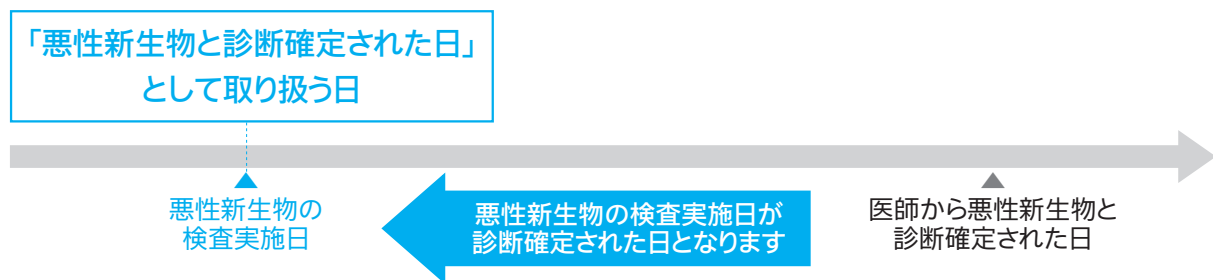 「悪性新生物と診断確定された日」
として取り扱う日
悪性新生物の
検査実施日
悪性新生物の検査実施日が
診断確定された日となります
医師から悪性新生物と
診断確定された日